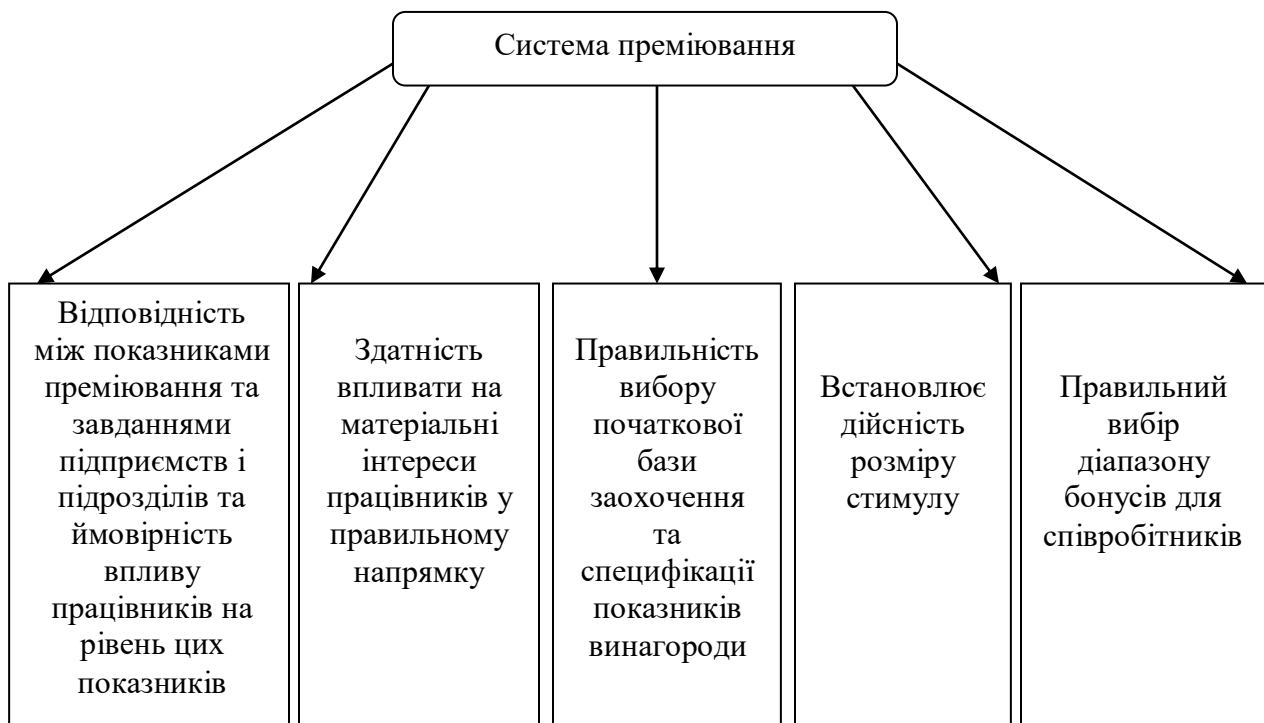 Система преміювання
Відповідність
між показниками
преміювання та
завданнями
підприємств і
підрозділів та
ймовірність
впливу
працівників на
рівень цих
показників
Здатність
впливати на
матеріальні
інтереси
працівників у
правильному
напрямку
Правильність
вибору
початкової
бази
заохочення
та
специфікації
показників
винагороди
Встановлює
дійсність
розміру
стимулу
Правильний
вибір
діапазону
бонусів для
співробітників